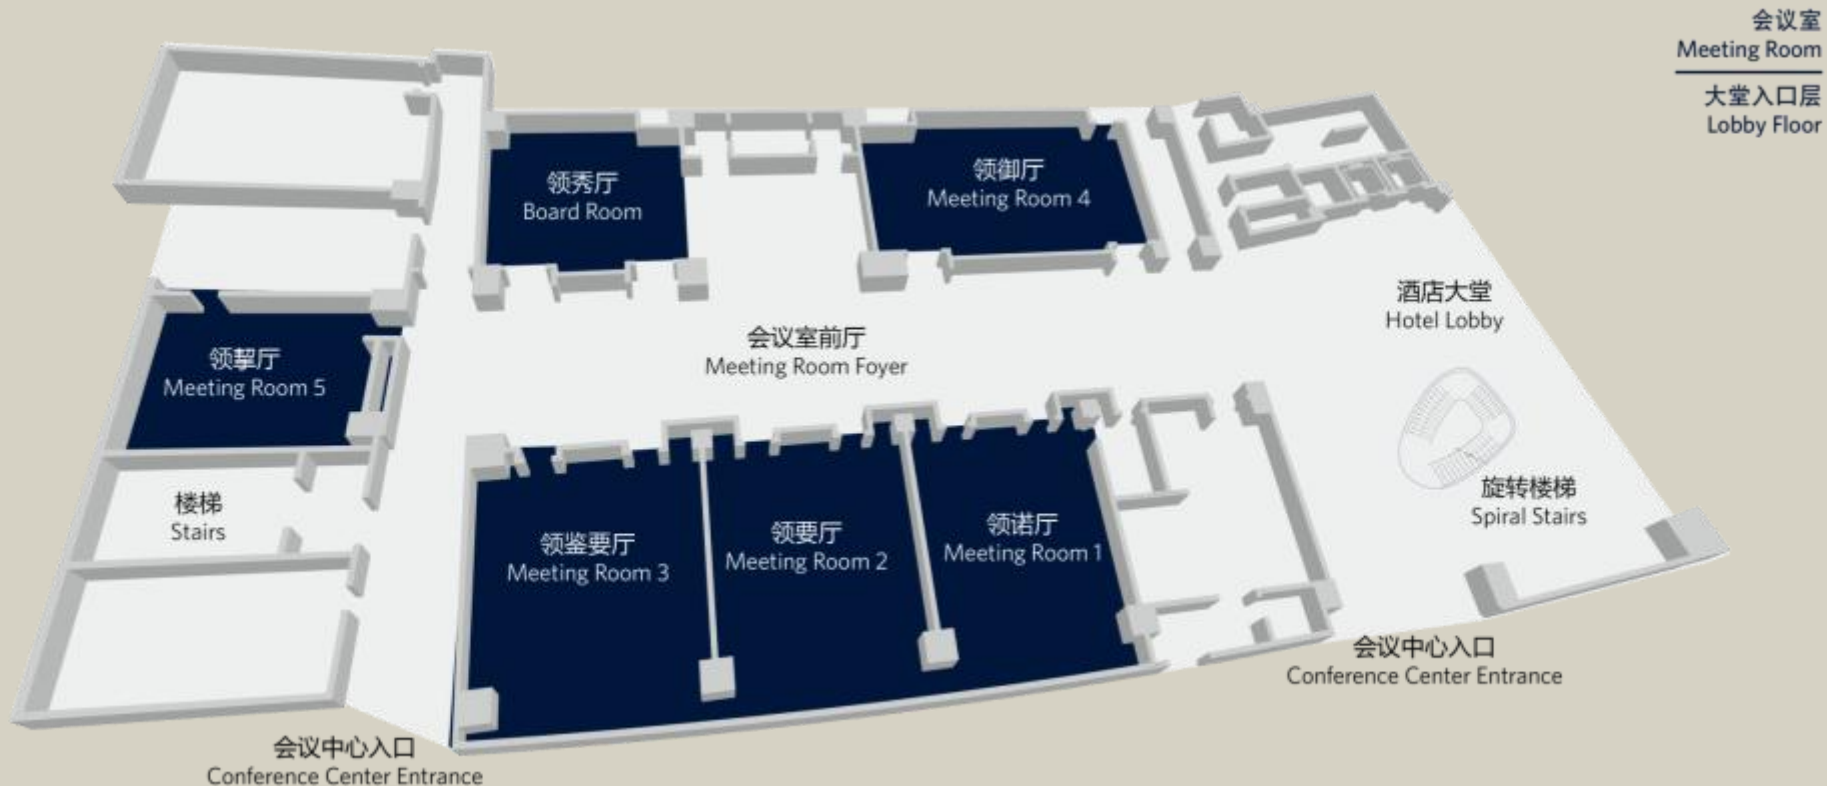 会议室
Meeting Room
大堂入口层
Lobby Floor
领秀厅
Board Room
领御厅
Meeting Room 4
酒店大堂
Hotel Lobby
会议室前厅
Meeting Room Foyer
领挈厅
Meeting Room 5
楼梯
Stairs
旋转楼梯
Spiral Stairs
领鉴要厅
Meeting Room 3
领要厅
Meeting Room 2
领诺厅
Meeting Room 1
会议中心入口
Conference Center Entrance
会议中心入口
Conference Center Entrance